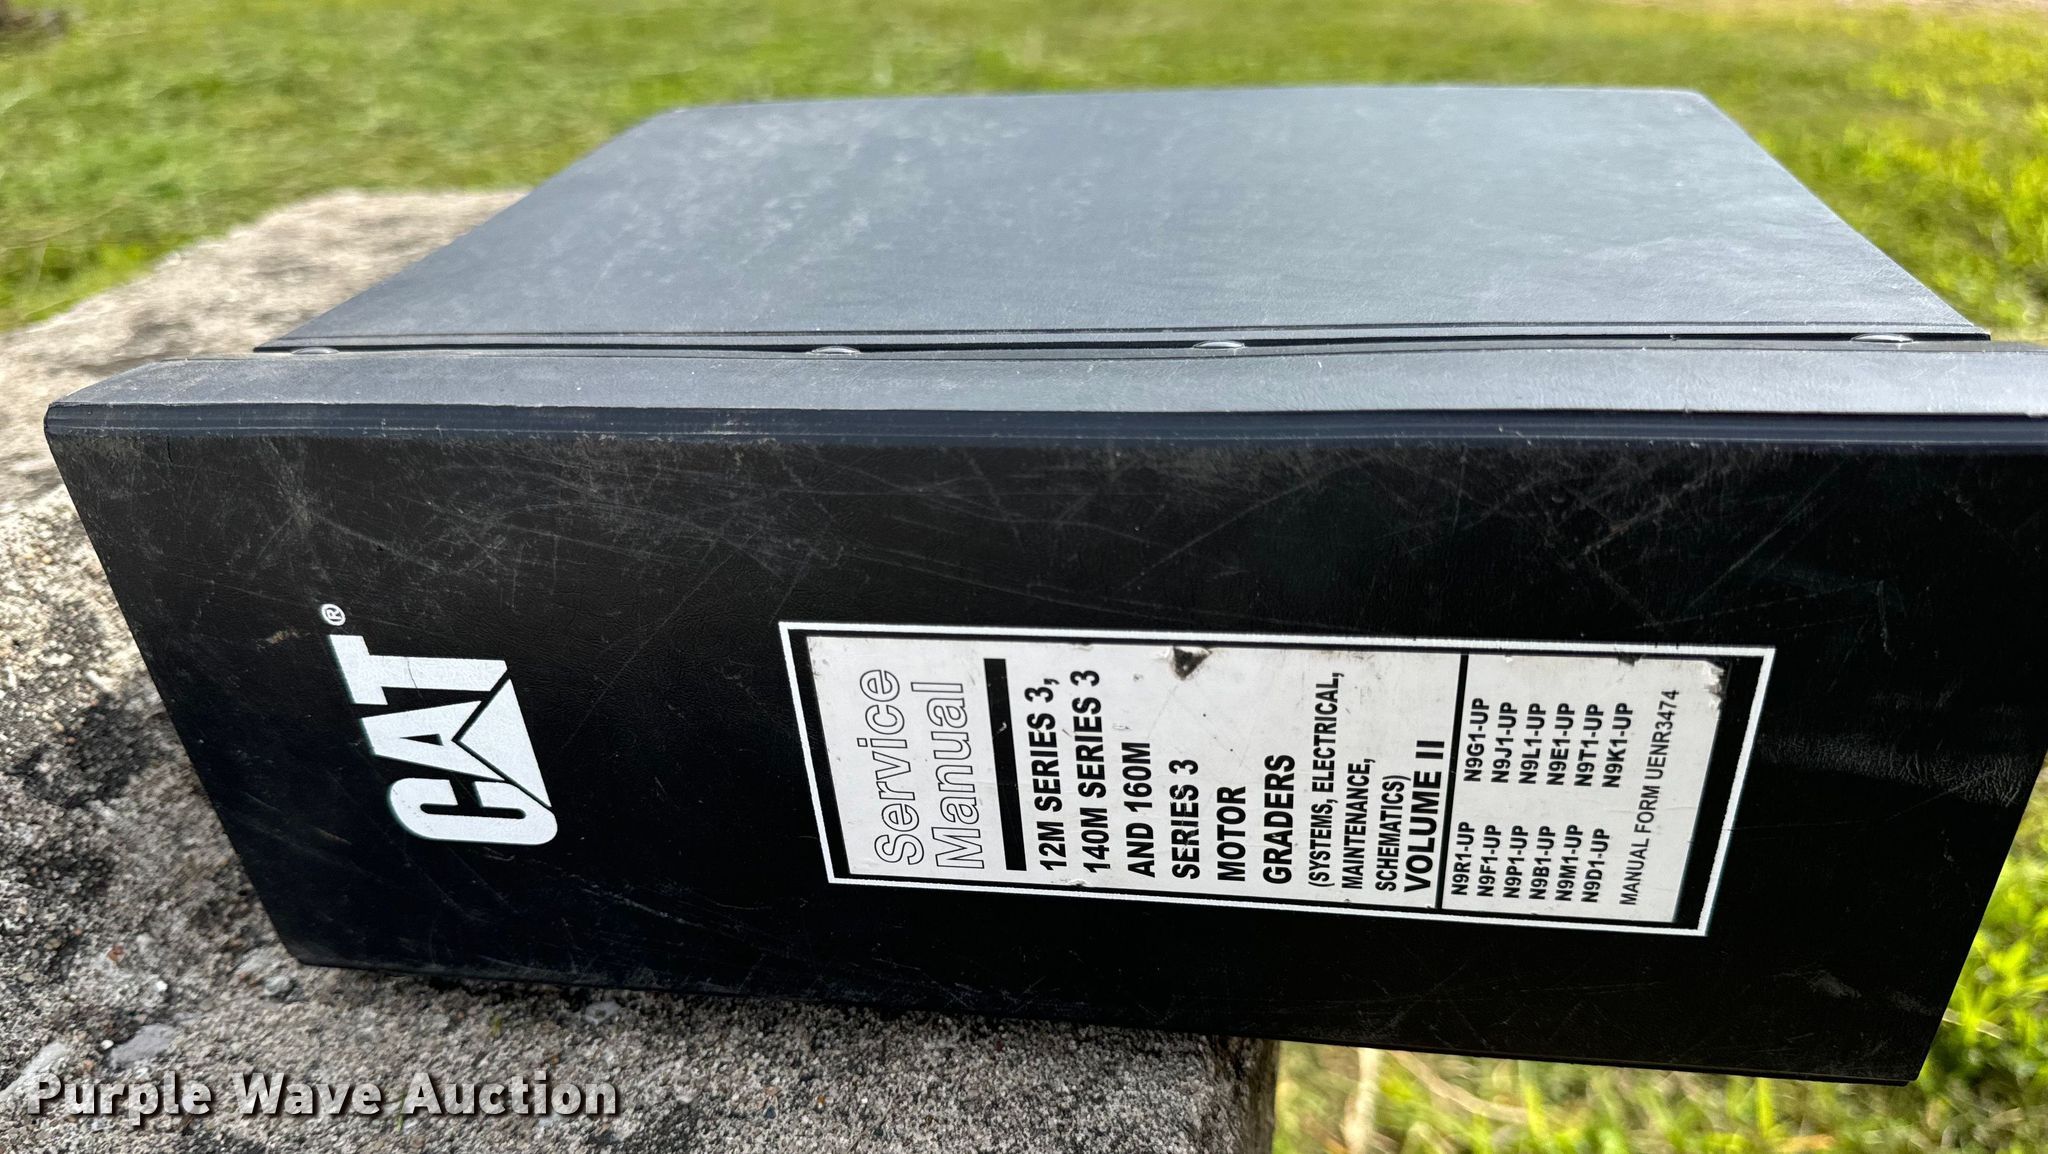 CAT®
Service
Manual
12M SERIES 3,
140M SERIES 3
AND 160M
SERIES 3
MOTOR
GRADERS
(SYSTEMS, ELECTRICAL,
MAINTENANCE,
SCHEMATICS)
VOLUME II
N9R1-UP N9G1-UP
N9F1-UP N9J1-UP
N9P1-UP N9L1-UP
N9B1-UP N9E1-UP
N9M1-UP N9T1-UP
N9D1-UP N9K1-UP
MANUAL FORM UENR3474
Purple Wave Auction